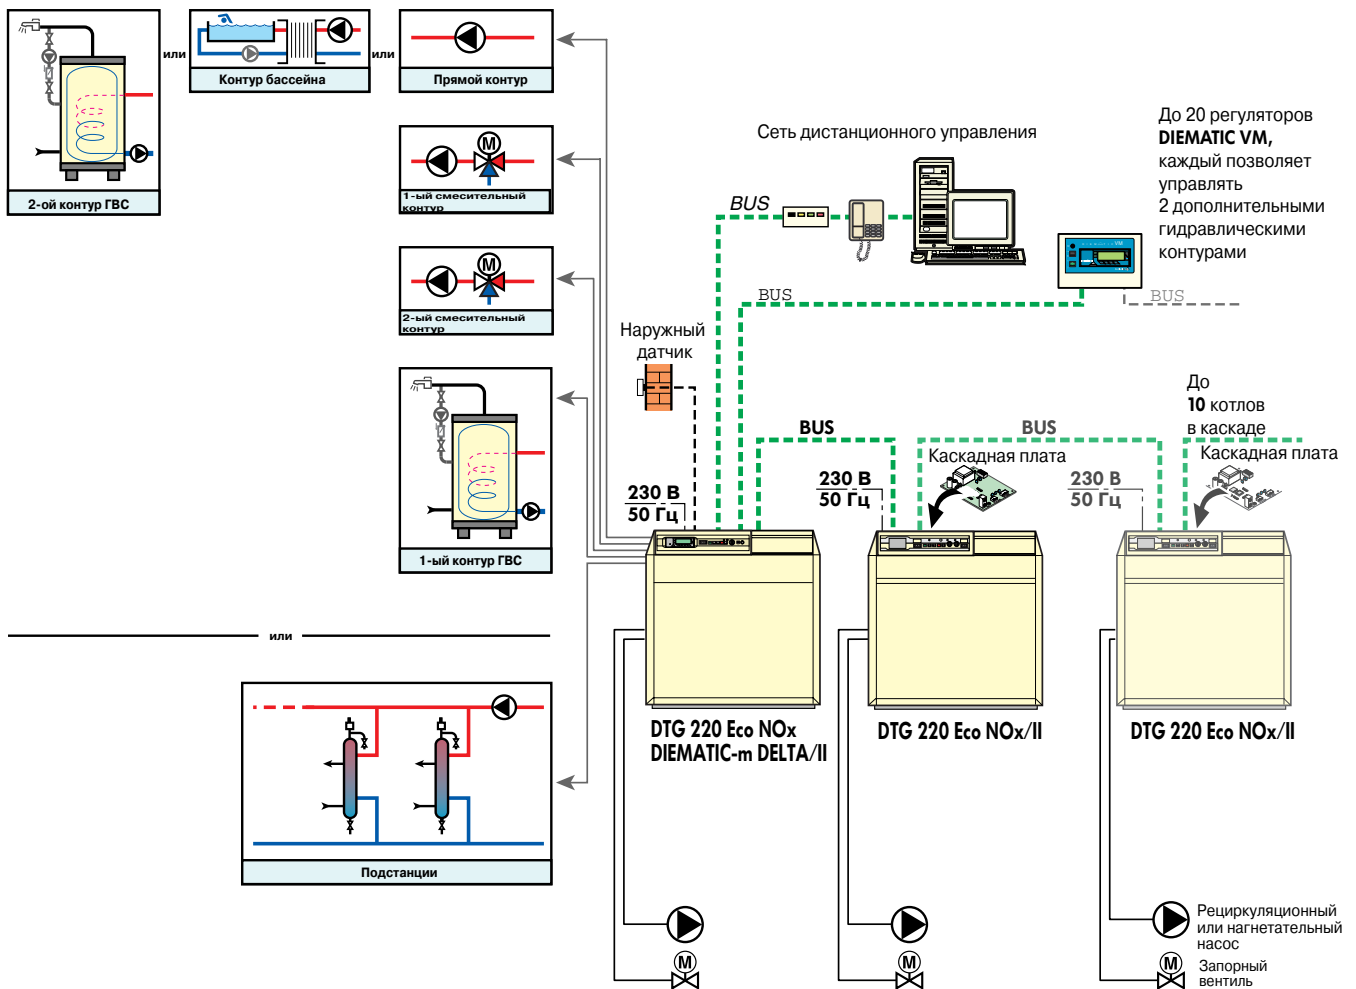 или
или
Контур бассейна
Прямой контур
2-ой контур ГВС
1-ый смесительный
контур
2-ый смесительный
контур
1-ый контур ГВС
или
Подстанции
Сеть дистанционного управления
BUS
BUS
BUS
До 20 регуляторов
DIEMATIC VM,
каждый позволяет
управлять
2 дополнительными
гидравлическими
контурами
VM
Наружный
датчик
230 В
50 Гц
BUS
230 В
50 Гц
Каскадная плата
BUS
230 В
50 Гц
До
10 котлов
в каскаде
Каскадная плата
M
M
DTG 220 Eco NOx
DIEMATIC-m DELTA/II
DTG 220 Eco NOx/II
DTG 220 Eco NOx/II
Рециркуляционный
или нагнетательный
насос
M
M
M
Запорный
вентиль